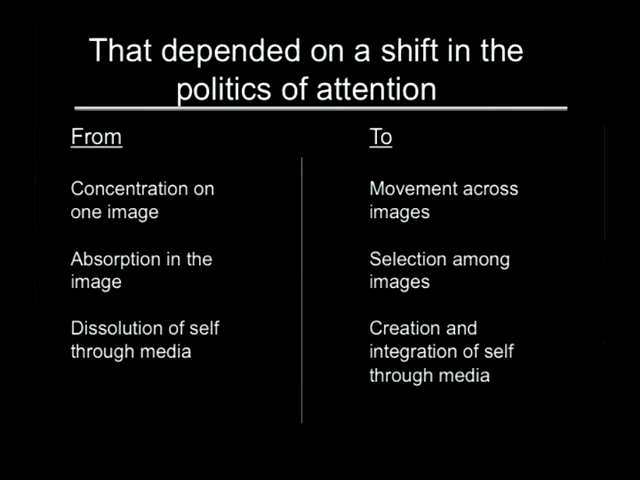 That depended on a shift in the
politics of attention
From
Concentration on
one image
Absorption in the
image
Dissolution of self
through media
To
Movement across
images
Selection among
images
Creation and
integration of self
through media